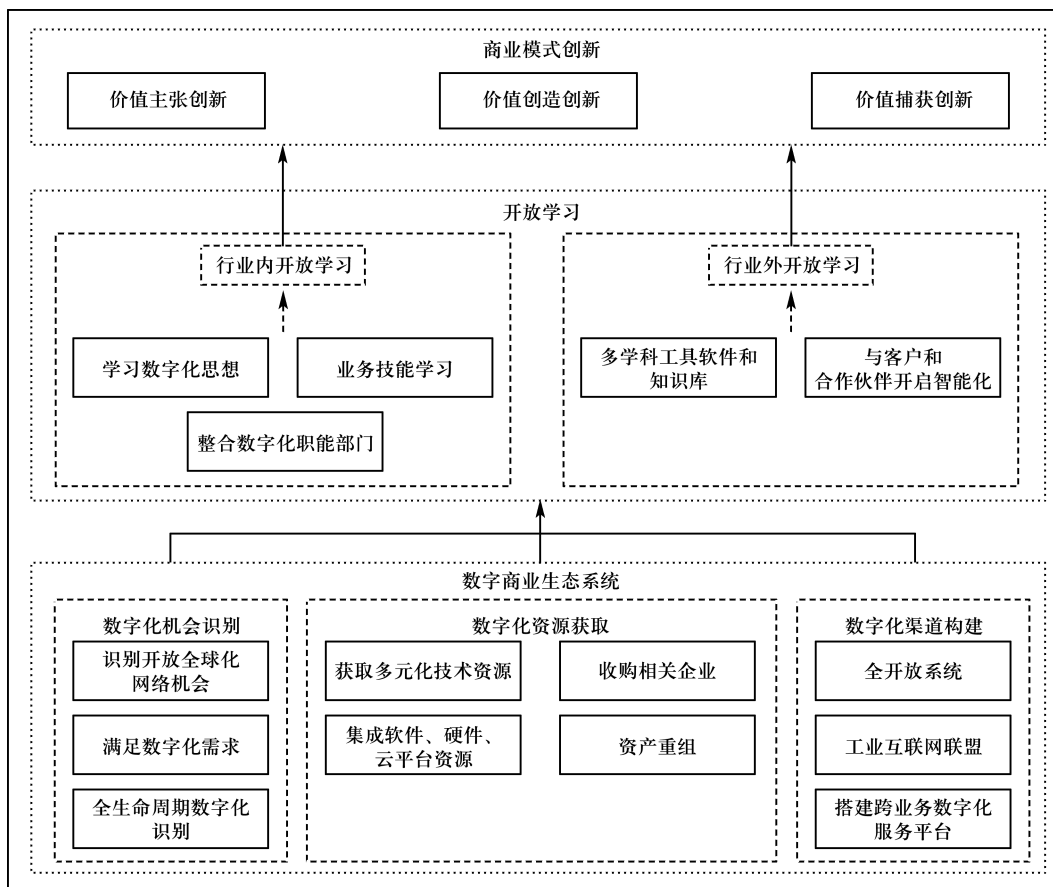 商业模式创新
价值主张创新
价值创造创新
价值捕获创新
开放学习
行业内开放学习
学习数字化思想
业务技能学习
整合数字化职能部门
行业外开放学习
多学科工具软件和
知识库
与客户和
合作伙伴开启智能化
数字商业生态系统
数字化机会识别
识别开放全球化
网络机会
满足数字化需求
全生命周期数字化
识别
数字化资源获取
获取多元化技术资源
收购相关企业
集成软件、硬件、
云平台资源
资产重组
数字化渠道构建
全开放系统
工业互联网联盟
搭建跨业务数字化
服务平台